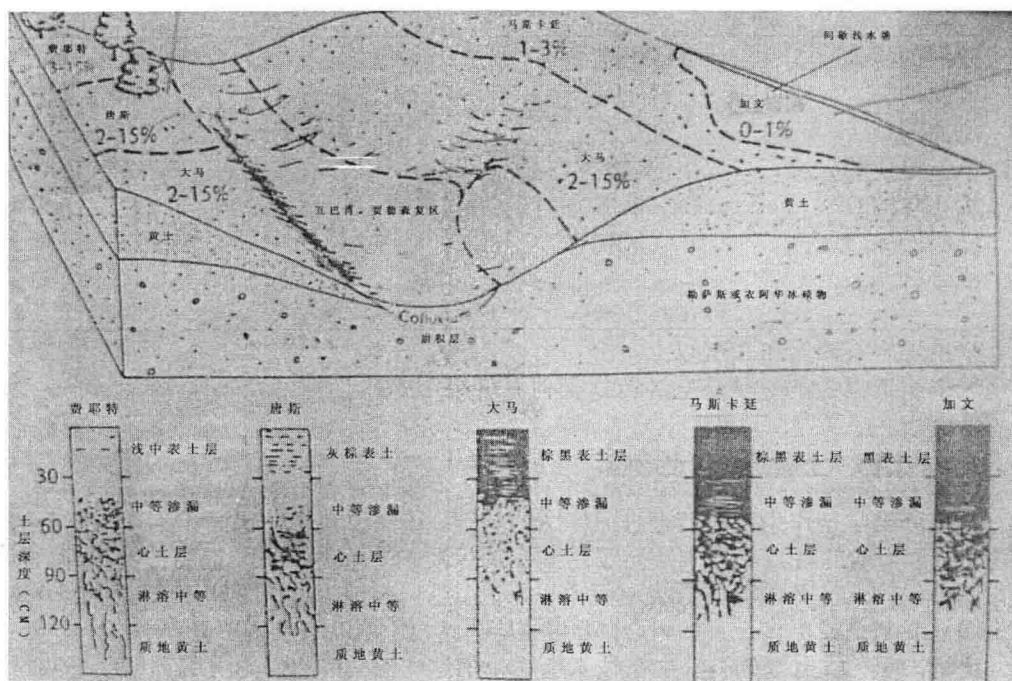 马斯卡廷
1-3%
间歇浅水洼
费耶特
3-15%
加文
0-1%
唐斯
2-15%
大马
2-15%
大马
2-15%
瓦巴湾-贾德森复区
黄土
黄土
堪萨斯或衣阿华冰碛物
Colluvia
崩积层
费耶特
唐斯
大马
马斯卡廷
加文
浅中表土层
灰棕表土
棕黑表土层
棕黑表土层
黑表土层
30
中等渗漏
中等渗漏
中等渗漏
中等渗漏
中等渗漏
60
心土层
心土层
心土层
心土层
心土层
90
淋溶中等
淋溶中等
淋溶中等
淋溶中等
淋溶中等
120
质地黄土
质地黄土
质地黄土
质地黄土
质地黄土
土层深度(CM)